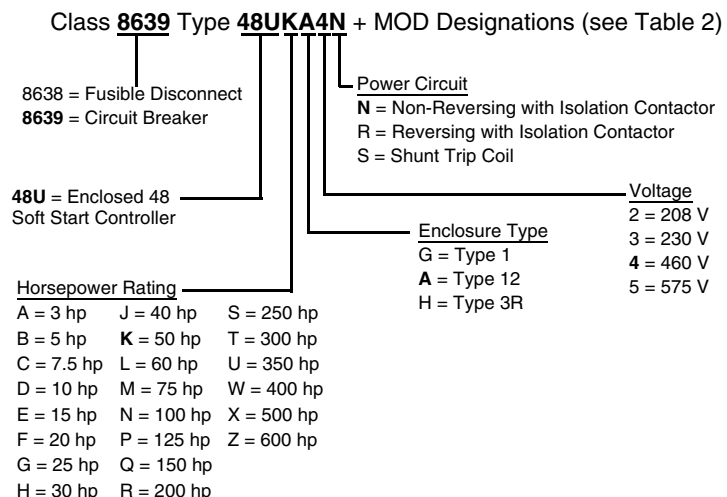 Class 8639 Type 48UKA4N + MOD Designations (see Table 2)
8638 = Fusible Disconnect
8639 = Circuit Breaker
Power Circuit
N = Non-Reversing with Isolation Contactor
R = Reversing with Isolation Contactor
S = Shunt Trip Coil
48U = Enclosed 48
Soft Start Controller
Voltage
2 = 208 V
3 = 230 V
4 = 460 V
5 = 575 V
Enclosure Type
G = Type 1
A = Type 12
H = Type 3R
Horsepower Rating
A = 3 hp J = 40 hp S = 250 hp
B = 5 hp K = 50 hp T = 300 hp
C = 7.5 hp L = 60 hp U = 350 hp
D = 10 hp M = 75 hp W = 400 hp
E = 15 hp N = 100 hp X = 500 hp
F = 20 hp P = 125 hp Z = 600 hp
G = 25 hp Q = 150 hp
H = 30 hp R = 200 hp